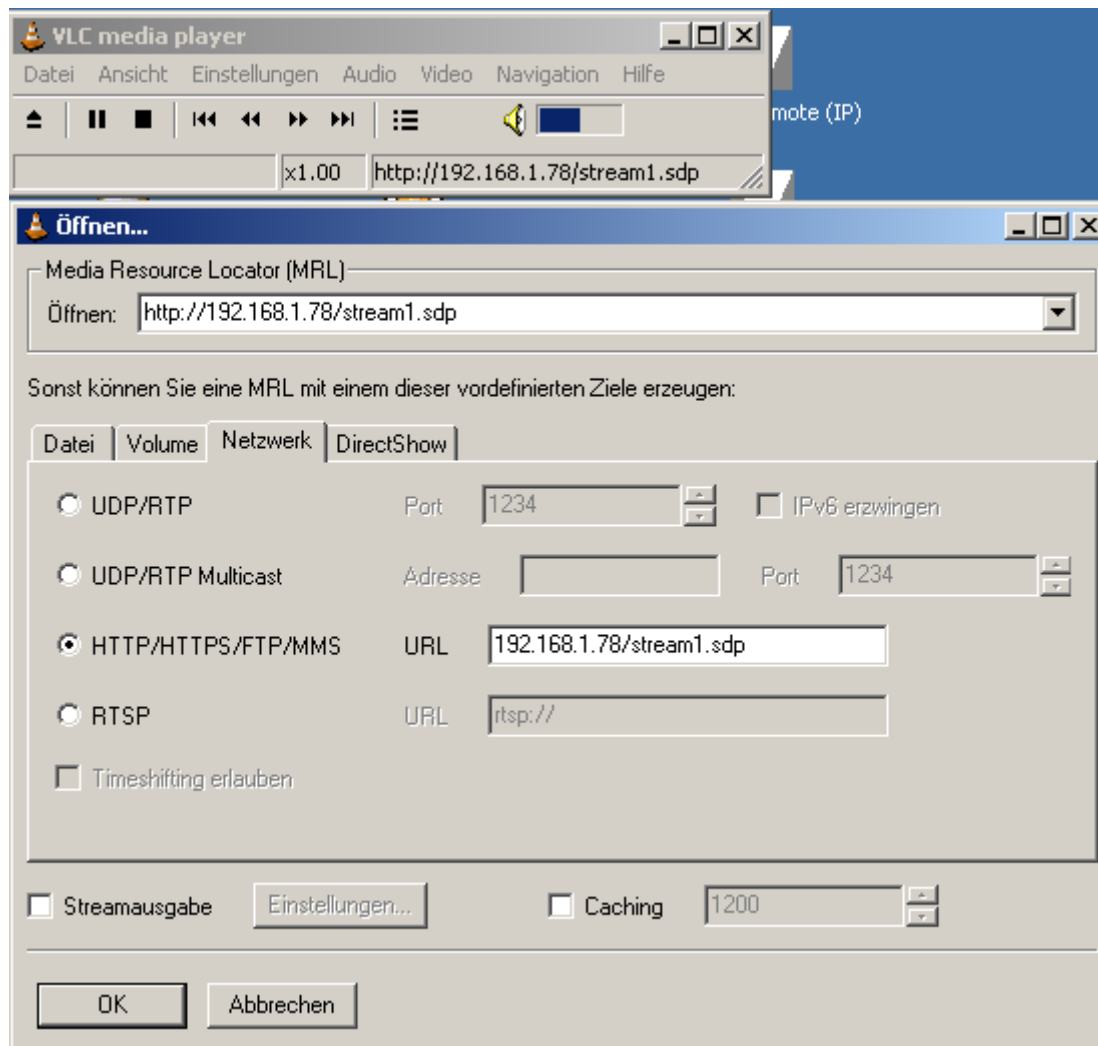 VLC media player
Datei Ansicht Einstellungen Audio Video Navigation Hilfe
mote (IP)
x1.00 http://192.168.1.78/stream1.sdp
Öffnen...
Media Resource Locator (MRL)
Öffnen: http://192.168.1.78/stream1.sdp
Sonst können Sie eine MRL mit einem dieser vordefinierten Ziele erzeugen:
Datei Volume Netzwerk DirectShow
UDP/RTP Port 1234 IPv6 erzwingen
UDP/RTP Multicast Adresse Port 1234
HTTP/HTTPS/FTP/MMS URL 192.168.1.78/stream1.sdp
RTSP URL rtsp://
Timeshifting erlauben
Streamausgabe Einstellungen... Caching 1200
OK Abbrechen